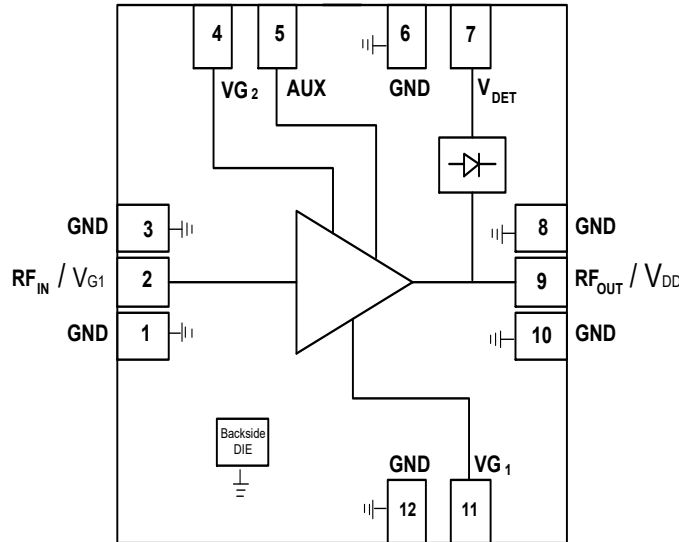 4 5 6 7
VG2 AUX GND VDET
GND 3 8 GND
RFIN / VG1 2 9 RFOUT / VDD
GND 1 10 GND
Backside
DIE
GND VG1
12 11